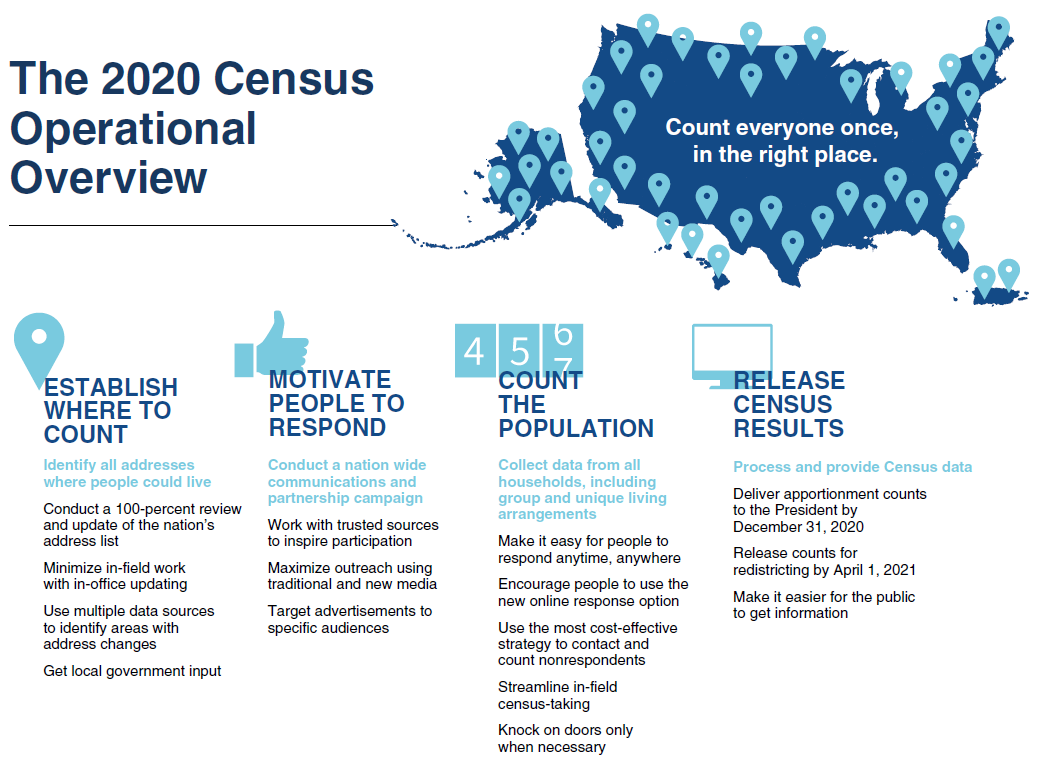 The 2020 Census
Operational
Overview
Count everyone once,
in the right place.
ESTABLISH
WHERE TO
COUNT
Identify all addresses
where people could live
Conduct a 100-percent review
and update of the nation's
address list
Minimize in-field work
with in-office updating
Use multiple data sources
to identify areas with
address changes
Get local government input
MOTIVATE
PEOPLE TO
RESPOND
Conduct a nation wide
communications and
partnership campaign
Work with trusted sources
to inspire participation
Maximize outreach using
traditional and new media
Target advertisements to
specific audiences
4 5 6
7
COUNT
THE
POPULATION
Collect data from all
households, including
group and unique living
arrangements
Make it easy for people to
respond anytime, anywhere
Encourage people to use the
new online response option
Use the most cost-effective
strategy to contact and
count nonrespondents
Streamline in-field
census-taking
Knock on doors only
when necessary
RELEASE
CENSUS
RESULTS
Process and provide Census data
Deliver apportionment counts
to the President by
December 31, 2020
Release counts for
redistricting by April 1, 2021
Make it easier for the public
to get information